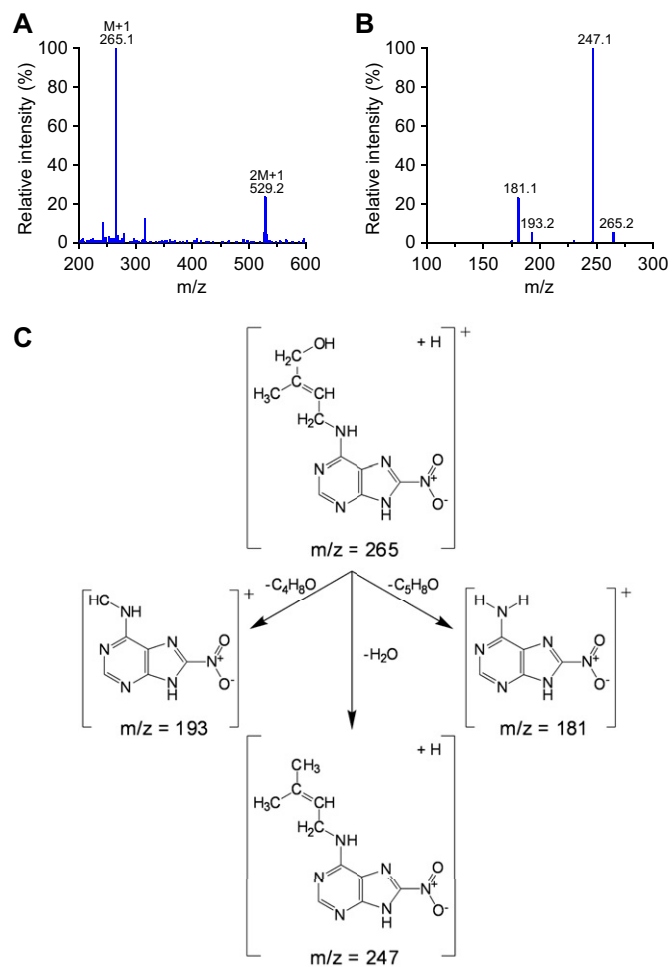 A
M+1
265.1
2M+1
529.2
Relative intensity (%)
100
80
60
40
20
0
200
300
400
500
600
m/z
B
247.1
181.1
193.2
265.2
Relative intensity (%)
100
80
60
40
20
0
100
150
200
250
300
m/z
C
OH
H₂C
H₃C
CH
C
H₂C
NH
N
N
N
N
H
N⁺
O
O⁻
+ H
+
m/z = 265
-C₄H₈O
-C₅H₈O
-H₂O
HC
NH
N
N
N
N
H
N⁺
O
O⁻
+
m/z = 193
H
H
N
N
N
N
N
H
N⁺
O
O⁻
+
m/z = 181
CH₃
H₃C
C
CH
H₂C
NH
N
N
N
N
H
N⁺
O
O⁻
+ H
+
m/z = 247